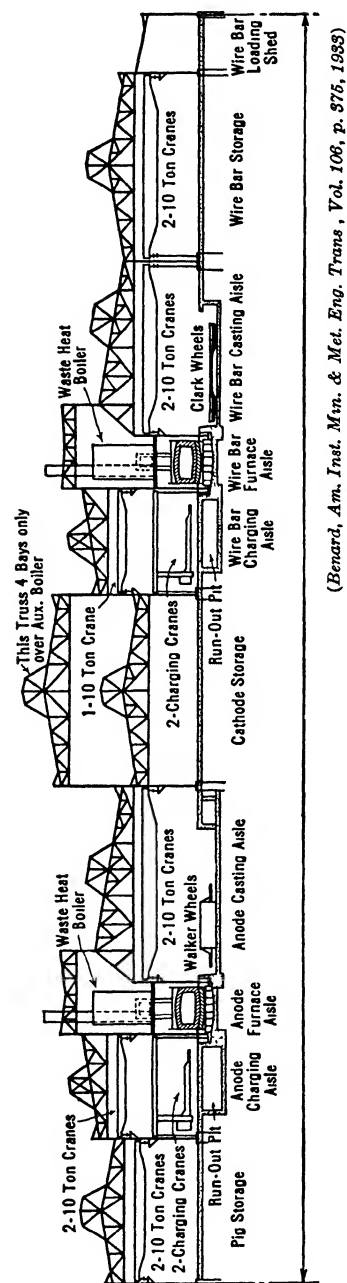 2-10 Ton Cranes
Waste Heat
Boiler
This Truss 4 Bays only
over Aux. Boiler
1-10 Ton Crane
Waste Heat
Boiler
2-10 Ton Cranes
2-Charging Cranes
2-10 Ton Cranes
Walker Wheels
2-Charging Cranes
2-10 Ton Cranes
Clark Wheels
2-10 Ton Cranes
Run-Out Pit
Run-Out Pit
Pig Storage
Anode
Charging
Aisle
Anode
Furnace
Aisle
Anode Casting Aisle
Cathode Storage
Wire Bar
Charging
Aisle
Wire Bar
Furnace
Aisle
Wire Bar Casting Aisle
Wire Bar Storage
Wire Bar
Loading
Shed
(Benard, Am. Inst. Min. & Met. Eng. Trans , Vol. 106, p. 375, 1933)